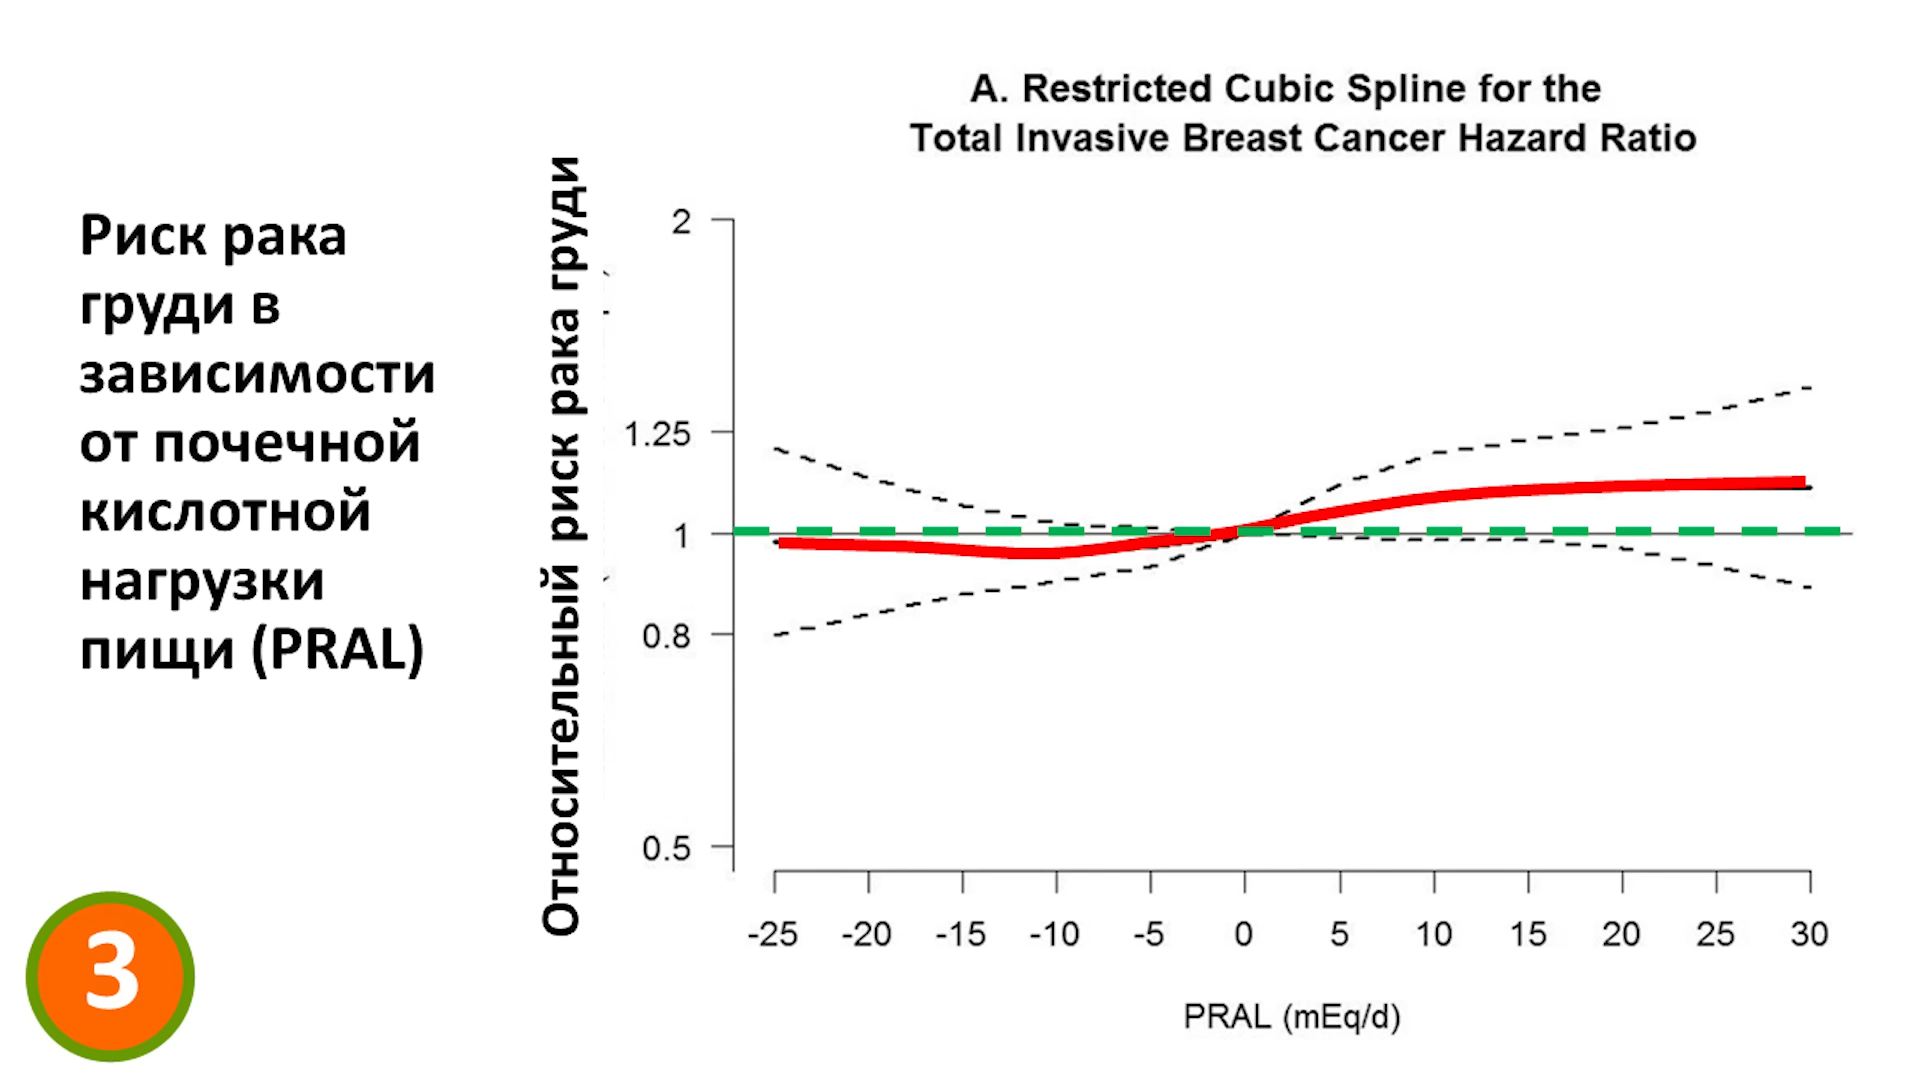 A. Restricted Cubic Spline for the
Total Invasive Breast Cancer Hazard Ratio
Риск рака
груди в
зависимости
от почечной
кислотной
нагрузки
пищи (PRAL)
Относительный риск рака груди
2
1.25
1
0.8
0.5
-25 -20 -15 -10 -5 0 5 10 15 20 25 30
PRAL (mEq/d)
3